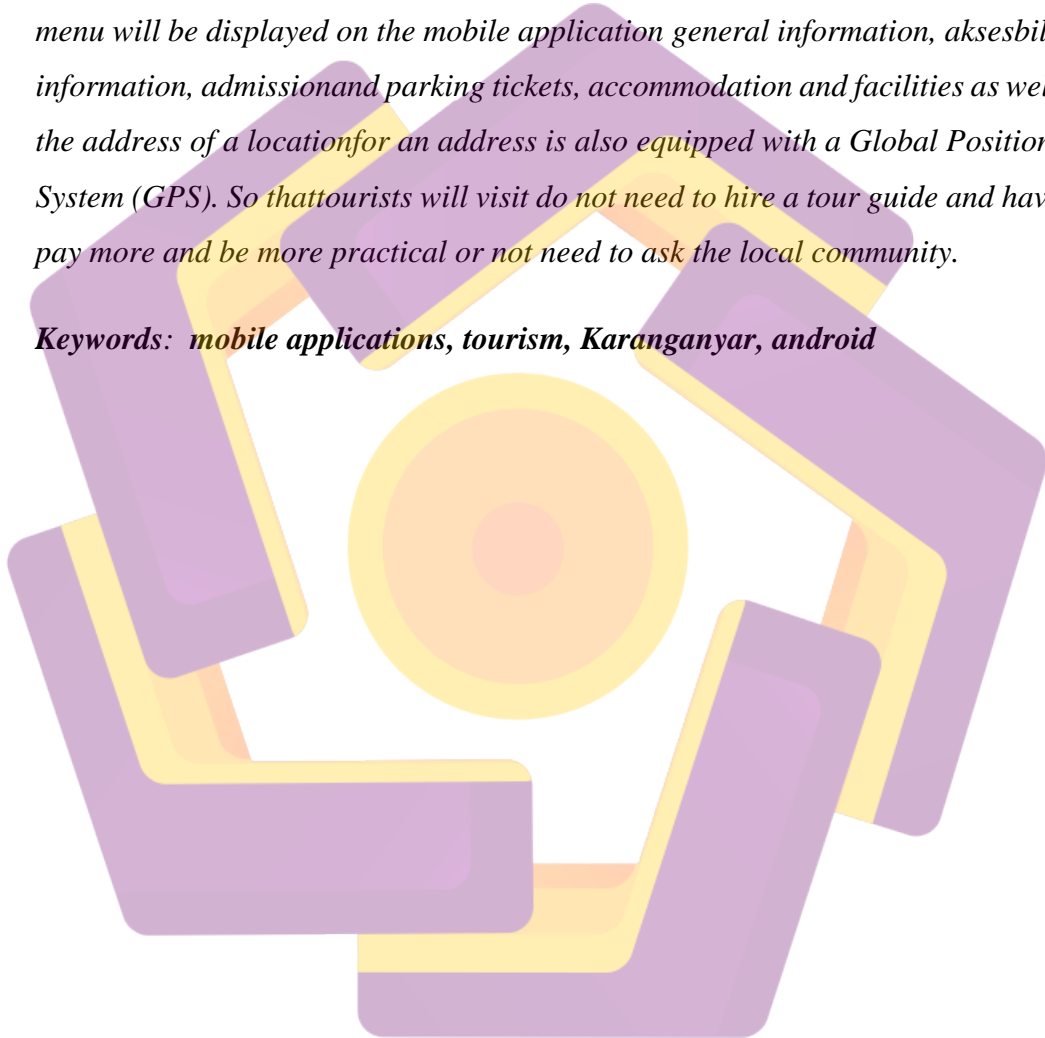 menu will be displayed on the mobile application general information, aksesbil
information, admissionand parking tickets, accommodation and facilities as wel
the address of a locationfor an address is also equipped with a Global Position
System (GPS). So thattourists will visit do not need to hire a tour guide and hav
pay more and be more practical or not need to ask the local community.
Keywords: mobile applications, tourism, Karanganyar, android